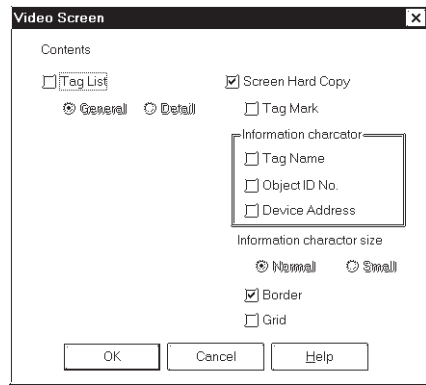 Video Screen
Contents
Tag List
General Detail
Screen Hard Copy
Tag Mark
Information charcator
Tag Name
Object ID No.
Device Address
Information charactor size
Normal Small
Border
Grid
OK Cancel Help